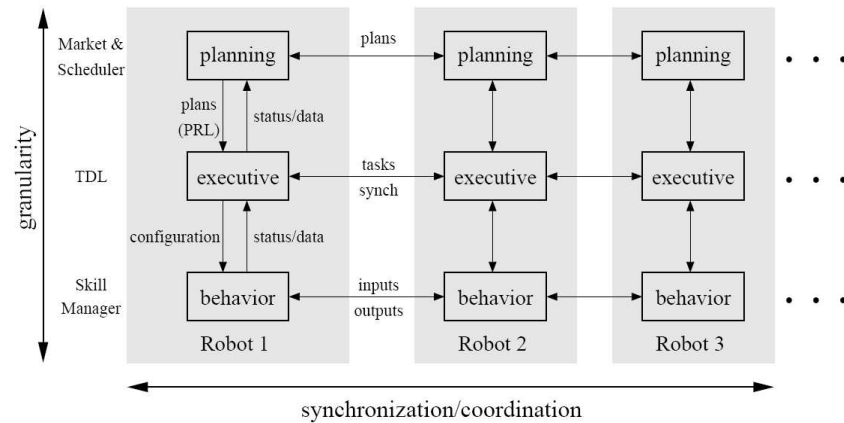 Market &
Scheduler
planning
plans
planning
planning
plans
(PRL)
status/data
TDL
executive
tasks
synch
executive
executive
granularity
configuration
status/data
Skill
Manager
behavior
inputs
outputs
behavior
behavior
Robot 1
Robot 2
Robot 3
synchronization/coordination